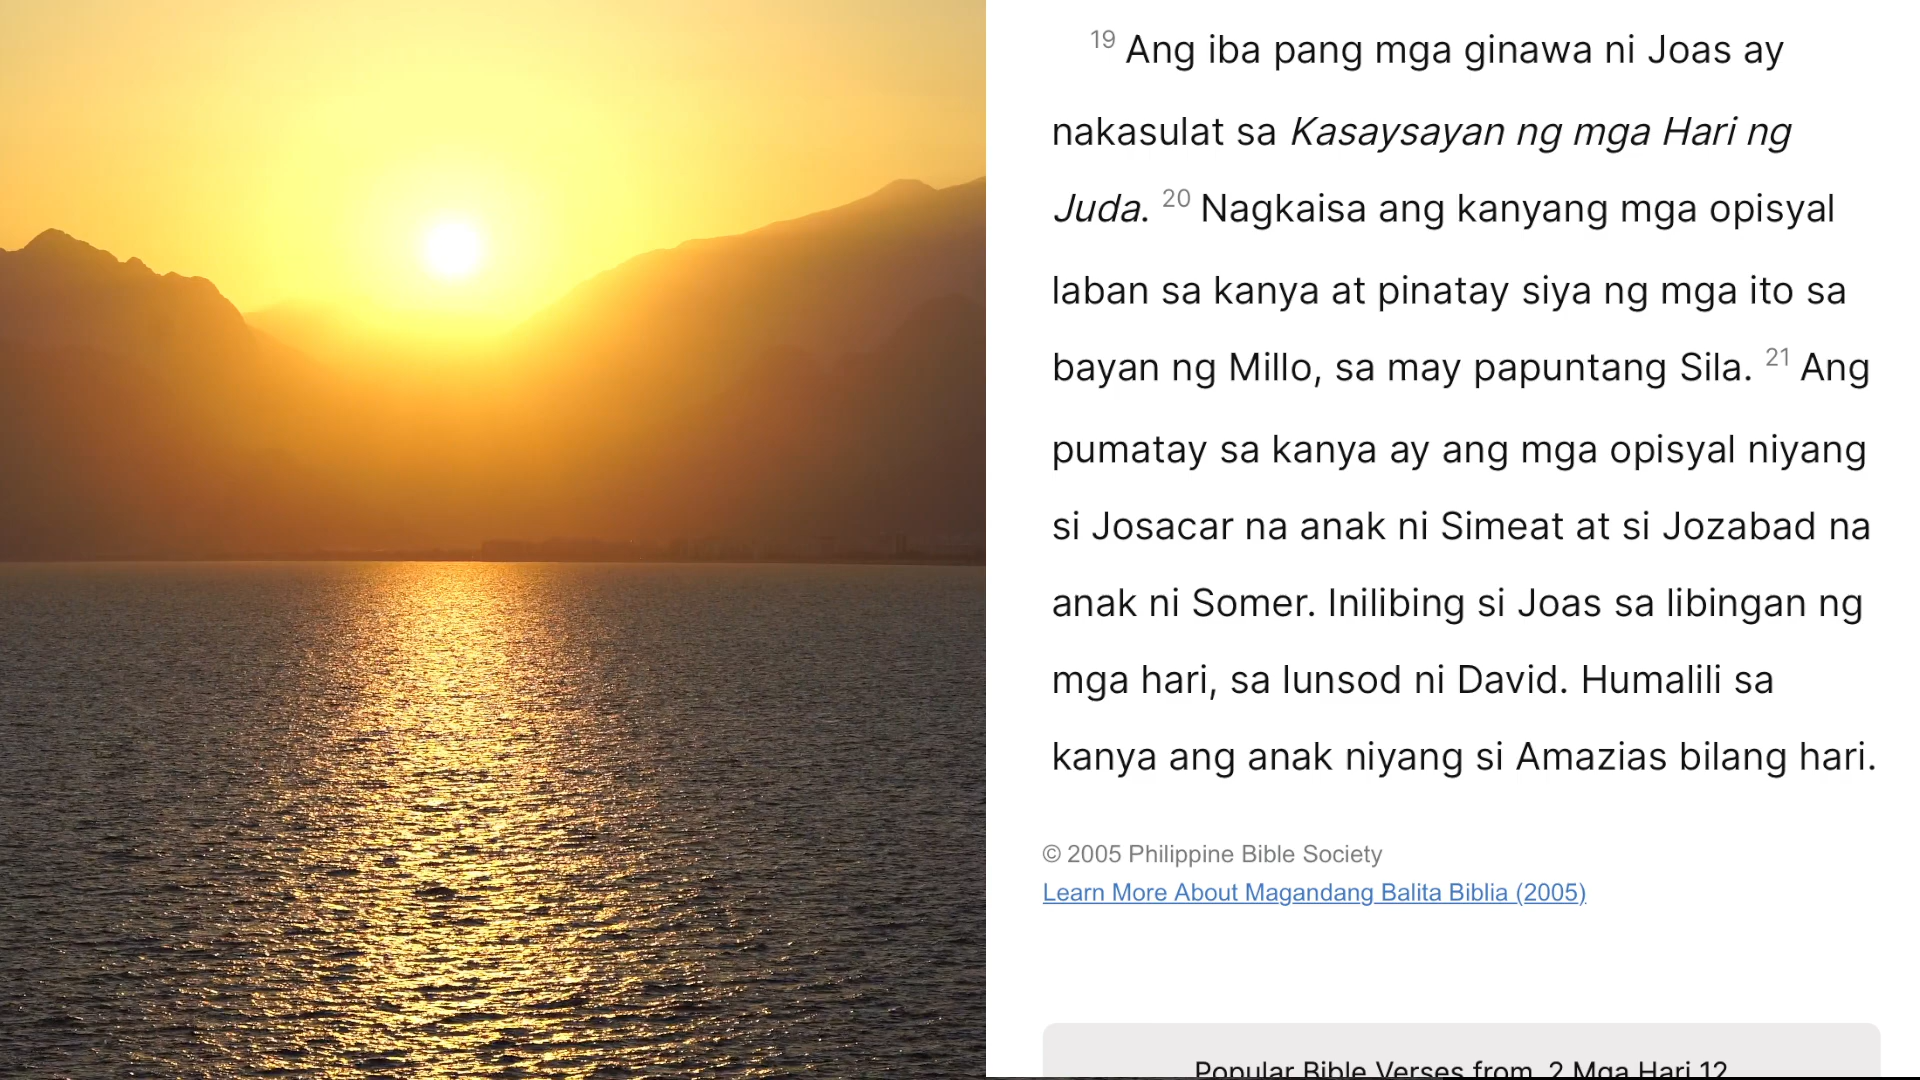 19 Ang iba pang mga ginawa ni Joas ay
nakasulat sa Kasaysayan ng mga Hari ng
Juda. 20 Nagkaisa ang kanyang mga opisyal
laban sa kanya at pinatay siya ng mga ito sa
bayan ng Millo, sa may papuntang Sila. 21 Ang
pumatay sa kanya ay ang mga opisyal niyang
si Josacar na anak ni Simeat at si Jozabad na
anak ni Somer. Inilibing si Joas sa libingan ng
mga hari, sa lunsod ni David. Humalili sa
kanya ang anak niyang si Amazias bilang hari.
© 2005 Philippine Bible Society
Learn More About Magandang Balita Biblia (2005)
Popular Bible Verses from 2 Mga Hari 12